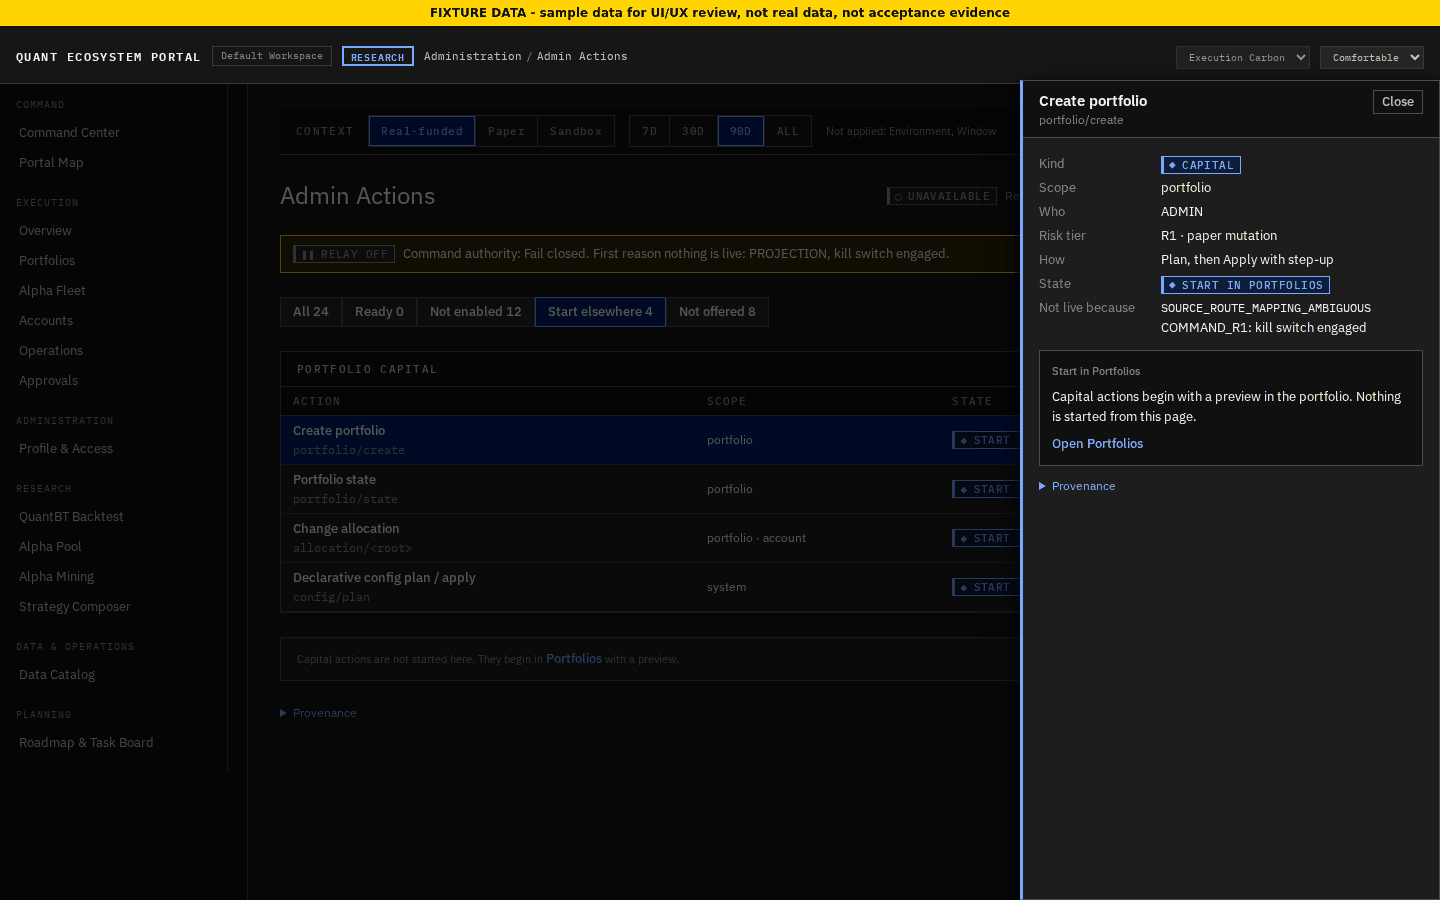 FIXTURE DATA - sample data for UI/UX review, not real data, not acceptance evidence
QUANT ECOSYSTEM PORTAL
Default Workspace
RESEARCH
Administration / Admin Actions
Execution Carbon
Comfortable
COMMAND
Command Center
Portal Map
EXECUTION
Overview
Portfolios
Alpha Fleet
Accounts
Operations
Approvals
ADMINISTRATION
Profile & Access
RESEARCH
QuantBT Backtest
Alpha Pool
Alpha Mining
Strategy Composer
DATA & OPERATIONS
Data Catalog
PLANNING
Roadmap & Task Board
CONTEXT
Real-funded
Paper
Sandbox
7D
30D
90D
ALL
Not applied: Environment, Window
Admin Actions
○ UNAVAILABLE
Re
❚❚ RELAY OFF
Command authority: Fail closed. First reason nothing is live: PROJECTION, kill switch engaged.
All 24
Ready 0
Not enabled 12
Start elsewhere 4
Not offered 8
PORTFOLIO CAPITAL
ACTION SCOPE STATE
Create portfolio
portfolio/create
portfolio
◆ START
Portfolio state
portfolio/state
portfolio
◆ START
Change allocation
allocation/<root>
portfolio · account
◆ START
Declarative config plan / apply
config/plan
system
◆ START
Capital actions are not started here. They begin in Portfolios with a preview.
▶ Provenance
Create portfolio
portfolio/create
Close
Kind ◆ CAPITAL
Scope portfolio
Who ADMIN
Risk tier R1 · paper mutation
How Plan, then Apply with step-up
State ◆ START IN PORTFOLIOS
Not live because SOURCE_ROUTE_MAPPING_AMBIGUOUS
COMMAND_R1: kill switch engaged
Start in Portfolios
Capital actions begin with a preview in the portfolio. Nothing
is started from this page.
Open Portfolios
▶ Provenance